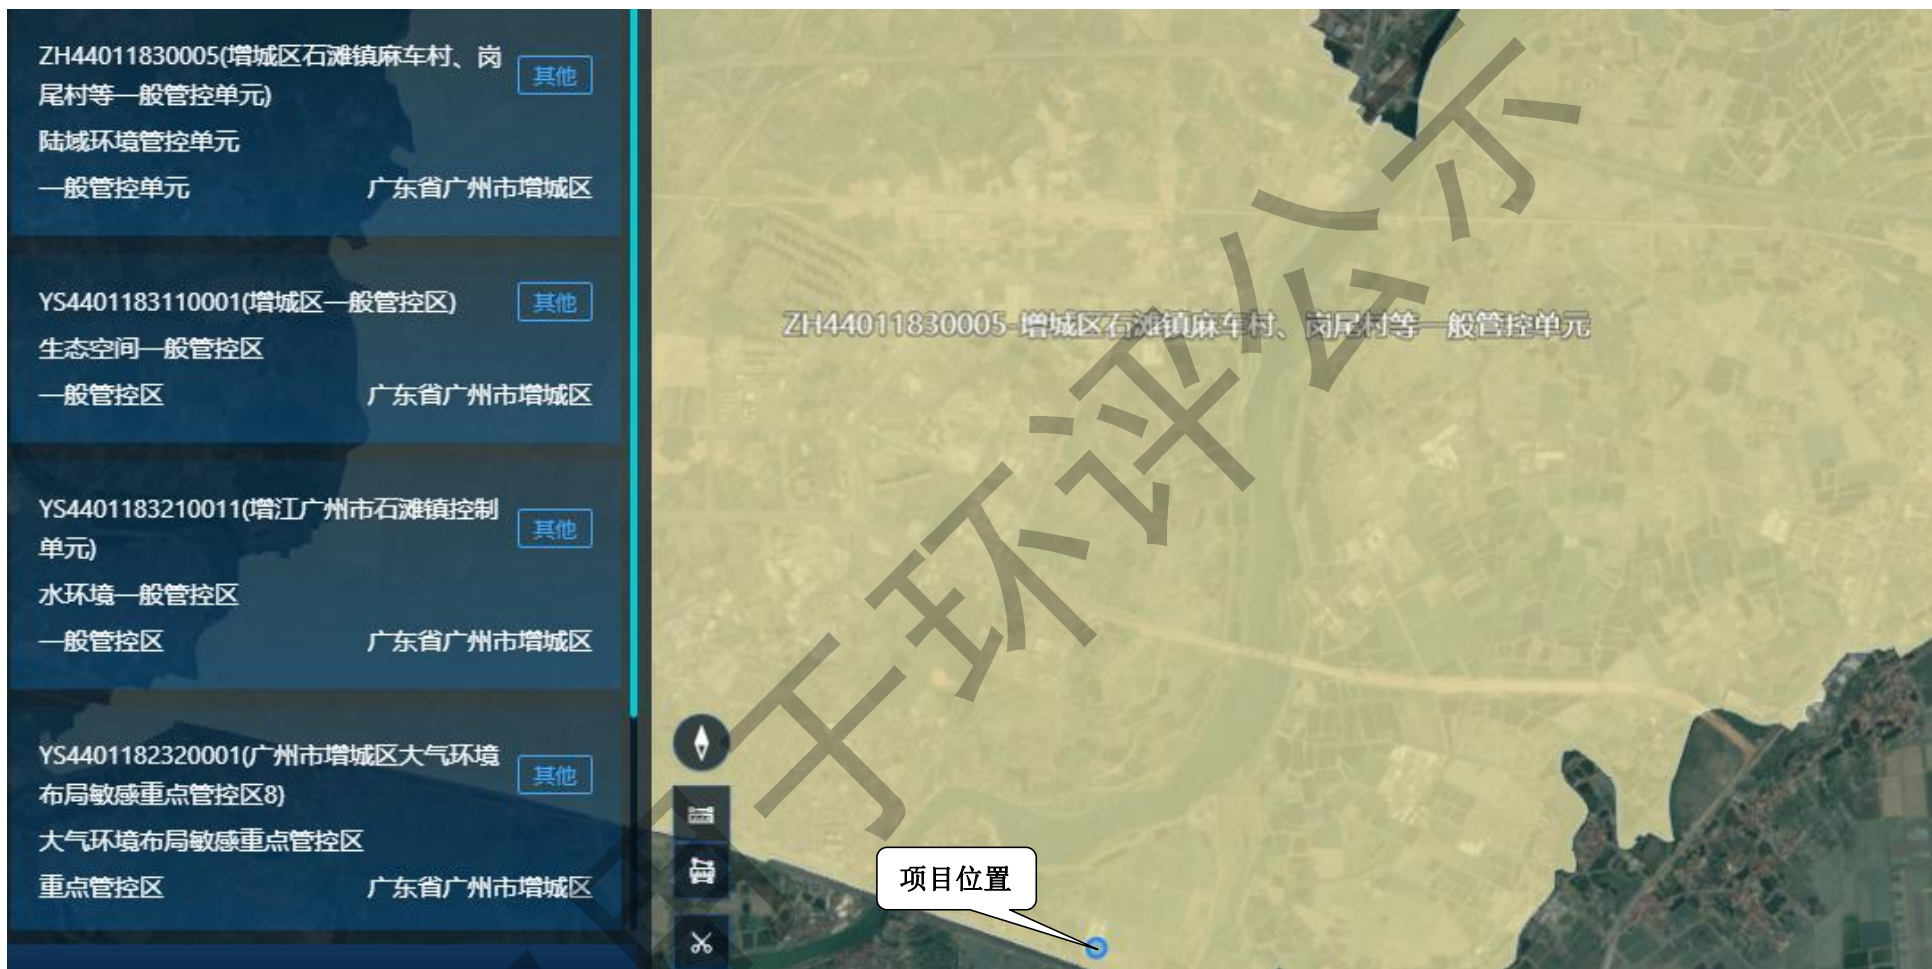 ZH44011830005(增城区石滩镇麻车村、岗
尾村等一般管控单元)
其他
陆域环境管控单元
一般管控单元 广东省广州市增城区
YS4401183110001(增城区一般管控区)
其他
生态空间一般管控区
一般管控区 广东省广州市增城区
YS4401183210011(增江广州市石滩镇控制
单元)
其他
水环境一般管控区
一般管控区 广东省广州市增城区
YS4401182320001(广州市增城区大气环境
布局敏感重点管控区8)
其他
大气环境布局敏感重点管控区
重点管控区 广东省广州市增城区
ZH44011830005-增城区石滩镇麻车村、岗尾村等一般管控单元
项目位置
用于环评公示